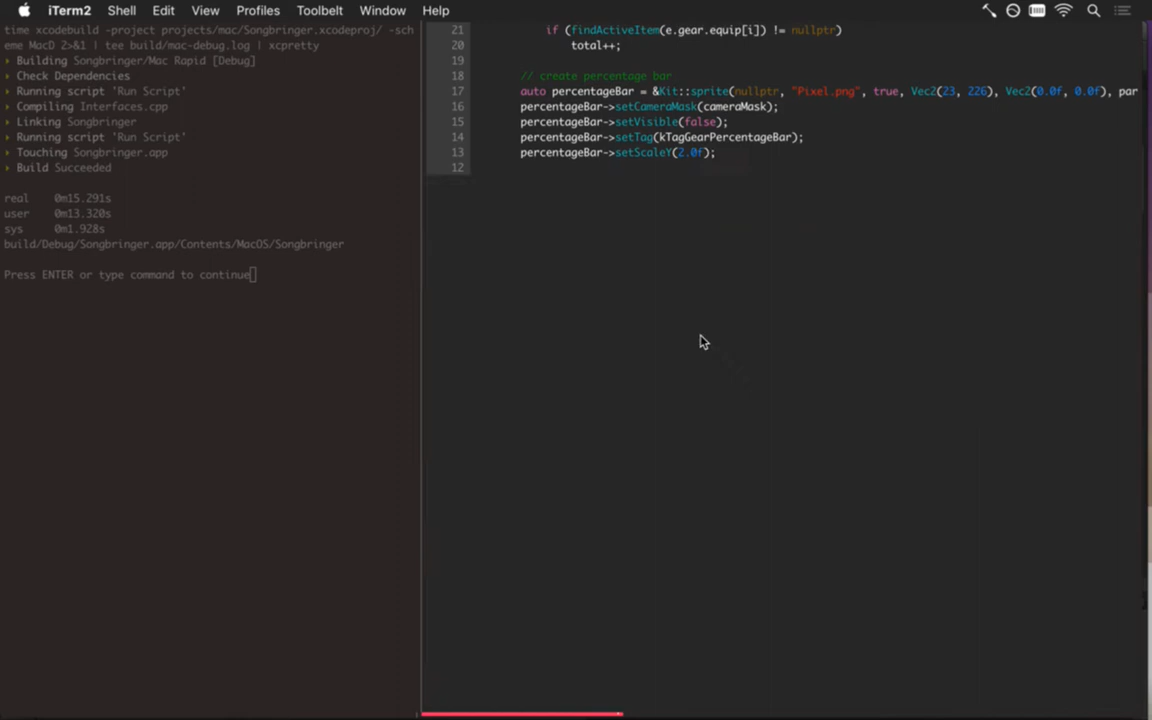 iTerm2 Shell Edit View Profiles Toolbelt Window Help
time xcodebuild -project projects/mac/Songbringer.xcodeproj/ -sch
eme MacD 2>&1 | tee build/mac-debug.log | xcpretty
▸ Building Songbringer/Mac Rapid [Debug]
▸ Check Dependencies
▸ Running script 'Run Script'
▸ Compiling Interfaces.cpp
▸ Linking Songbringer
▸ Running script 'Run Script'
▸ Touching Songbringer.app
▸ Build Succeeded
real 0m15.291s
user 0m13.320s
sys 0m1.928s
build/Debug/Songbringer.app/Contents/MacOS/Songbringer
Press ENTER or type command to continue
21 if (findActiveItem(e.gear.equip[i]) != nullptr)
20 total++;
19
18 // create percentage bar
17 auto percentageBar = &Kit::sprite(nullptr, "Pixel.png", true, Vec2(23, 226), Vec2(0.0f, 0.0f), par
16 percentageBar->setCameraMask(cameraMask);
15 percentageBar->setVisible(false);
14 percentageBar->setTag(kTagGearPercentageBar);
13 percentageBar->setScaleY(2.0f);
12